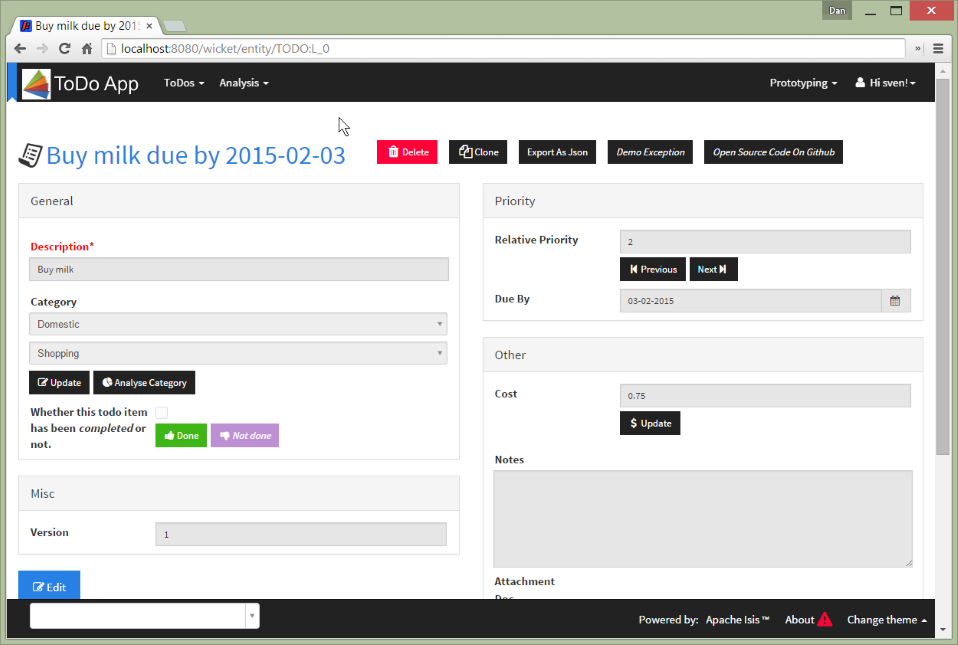 Dan
Buy milk due by 2015
localhost:8080/wicket/entity/TODO:L_0
ToDo App
ToDos
Analysis
Prototyping
Hi sven!
Buy milk due by 2015-02-03
Delete
Clone
Export As Json
Demo Exception
Open Source Code On Github
General
Description*
Buy milk
Category
Domestic
Shopping
Update
Analyse Category
Whether this todo item
has been completed or
not.
Done
Not done
Misc
Version
1
Edit
Priority
Relative Priority
2
Previous
Next
Due By
03-02-2015
Other
Cost
0.75
$ Update
Notes
Attachment
Doc
Powered by: Apache Isis™
About
Change theme